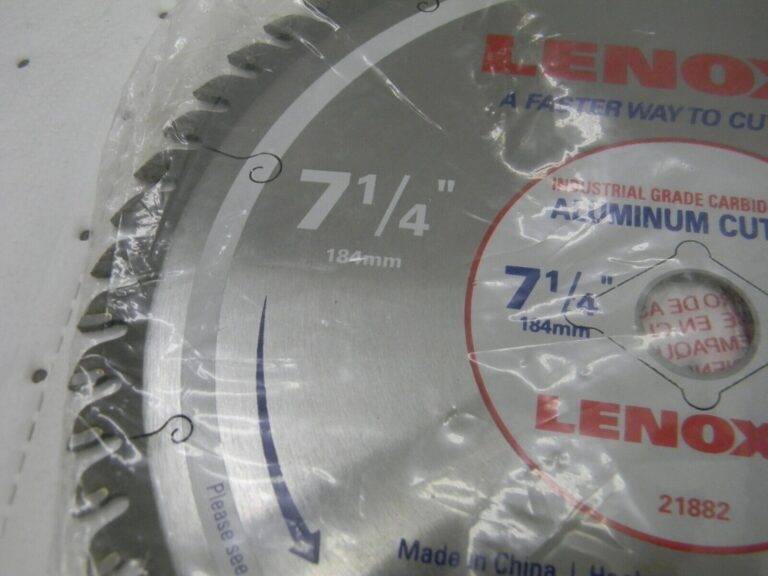 LENOX
A FASTER WAY TO CUT
7 1/4"
184mm
INDUSTRIAL GRADE CARBID
ALUMINUM CUT
7 1/4"
184mm
LENOX
21882
Please see
Made in China |